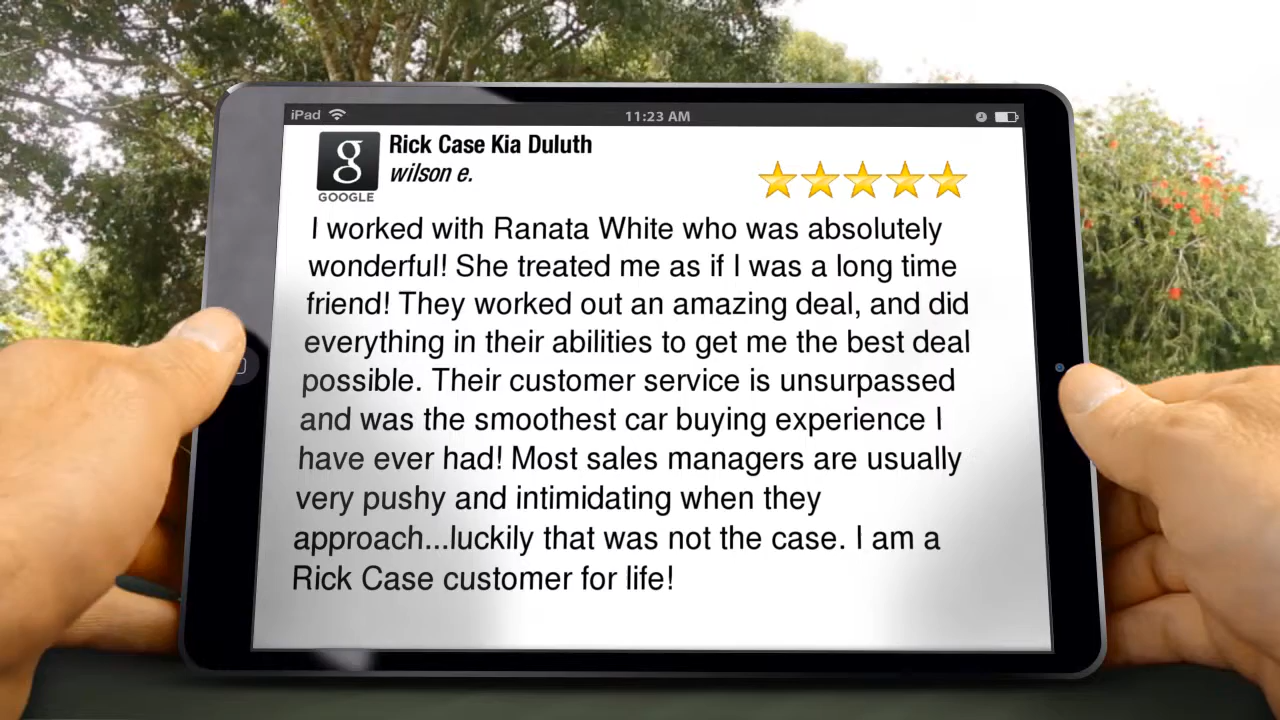 iPad
11:23 AM
g
GOOGLE
Rick Case Kia Duluth
wilson e.
I worked with Ranata White who was absolutely
wonderful! She treated me as if I was a long time
friend! They worked out an amazing deal, and did
everything in their abilities to get me the best deal
possible. Their customer service is unsurpassed
and was the smoothest car buying experience I
have ever had! Most sales managers are usually
very pushy and intimidating when they
approach...luckily that was not the case. I am a
Rick Case customer for life!